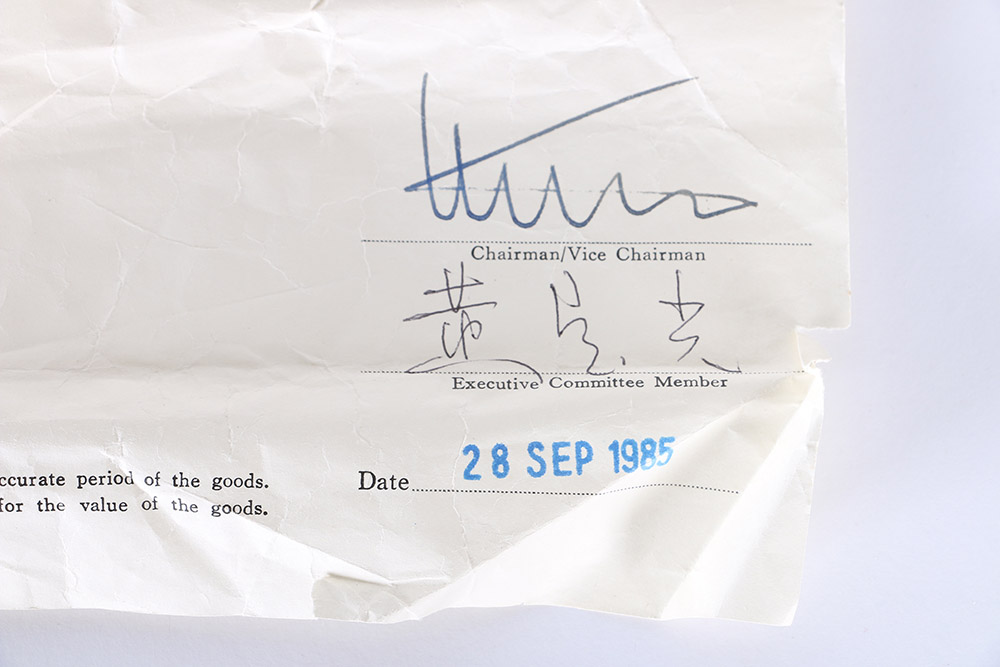 Chairman/Vice Chairman
黄
Executive Committee Member
28 SEP 1985
ccurate period of the goods. Date
for the value of the goods.